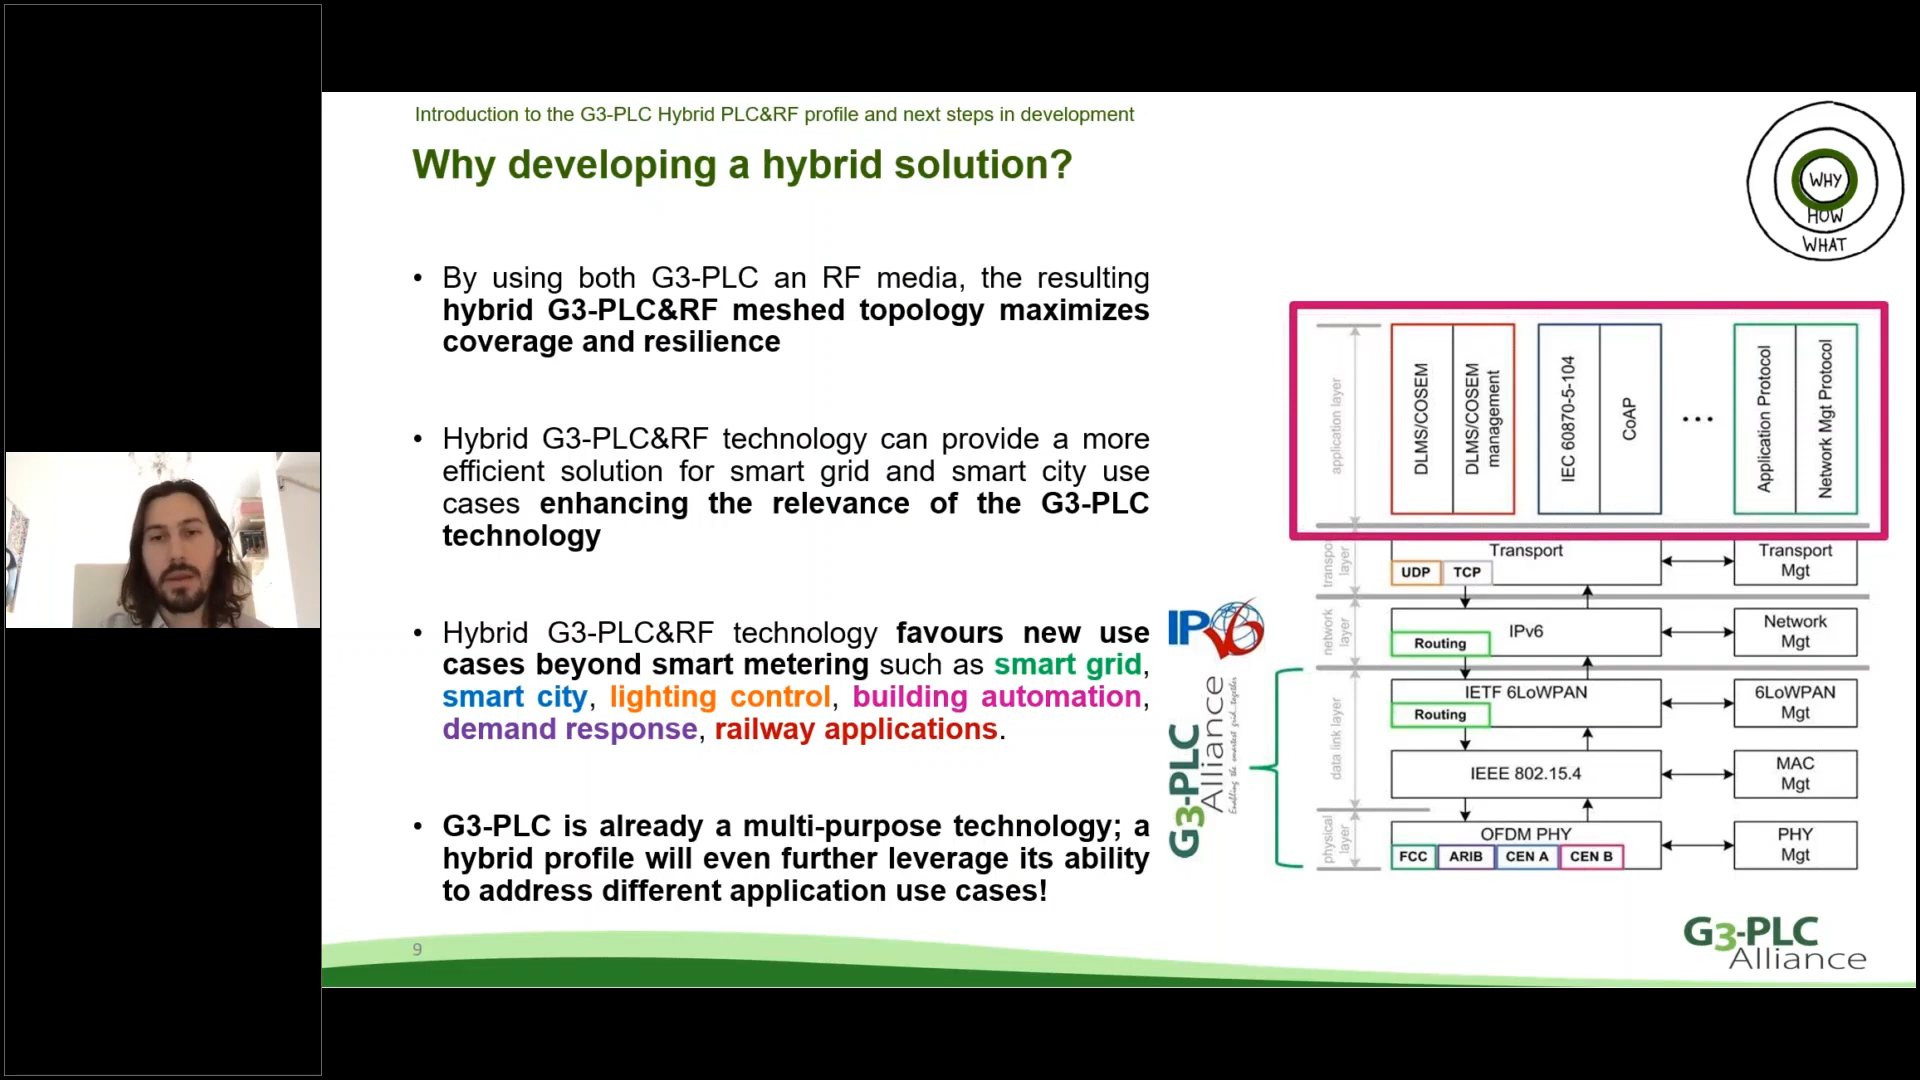 Introduction to the G3-PLC Hybrid PLC&RF profile and next steps in development
Why developing a hybrid solution?
WHY
HOW
WHAT
• By using both G3-PLC an RF media, the resulting
hybrid G3-PLC&RF meshed topology maximizes
coverage and resilience
• Hybrid G3-PLC&RF technology can provide a more
efficient solution for smart grid and smart city use
cases enhancing the relevance of the G3-PLC
technology
• Hybrid G3-PLC&RF technology favours new use
cases beyond smart metering such as smart grid,
smart city, lighting control, building automation,
demand response, railway applications.
• G3-PLC is already a multi-purpose technology; a
hybrid profile will even further leverage its ability
to address different application use cases!
9
application layer
DLMS/COSEM
DLMS/COSEM
management
IEC 60870-5-104
CoAP
...
Application Protocol
Network Mgt Protocol
layer
Transport
UDP
TCP
Transport
Mgt
network
layer
IPv6
Routing
Network
Mgt
IPv6
data link layer
IETF 6LoWPAN
Routing
6LoWPAN
Mgt
IEEE 802.15.4
MAC
Mgt
physical
layer
OFDM PHY
FCC
ARIB
CEN A
CEN B
PHY
Mgt
G3-PLC
Alliance
Enabling the smartest grid together
G3-PLC
Alliance